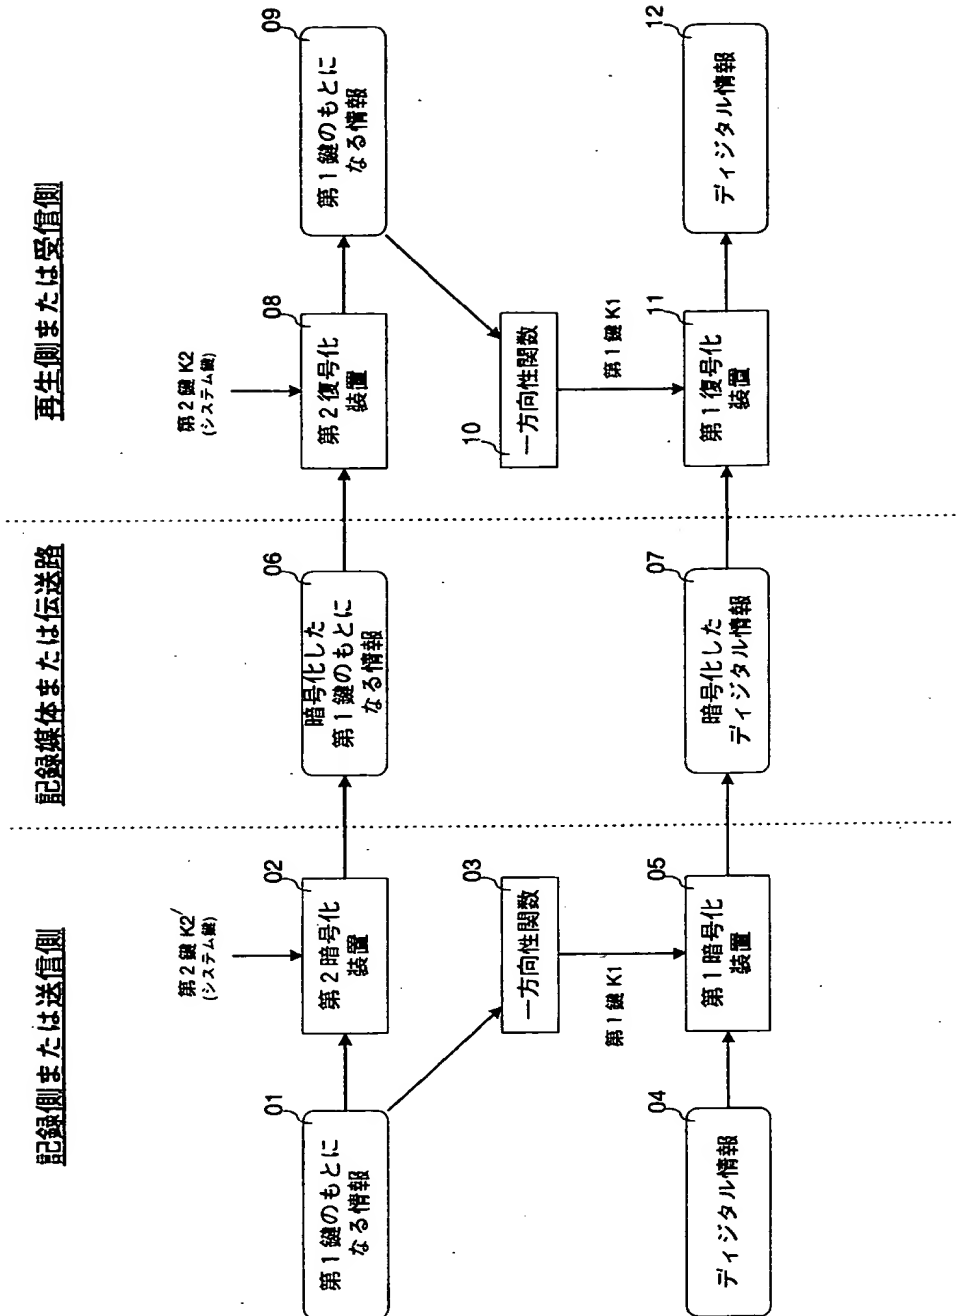 記録側または送信側
記録媒体または伝送路
再生側または受信側
01
第1鍵のもとに
なる情報
第2鍵 K2′
(システム鍵)
02
第2暗号化
装置
03
一方向性関数
第1鍵 K1
04
ディジタル情報
05
第1暗号化
装置
06
暗号化した
第1鍵のもとに
なる情報
07
暗号化した
ディジタル情報
第2鍵 K2
(システム鍵)
08
第2復号化
装置
09
第1鍵のもとに
なる情報
10
一方向性関数
第1鍵 K1
11
第1復号化
装置
12
ディジタル情報